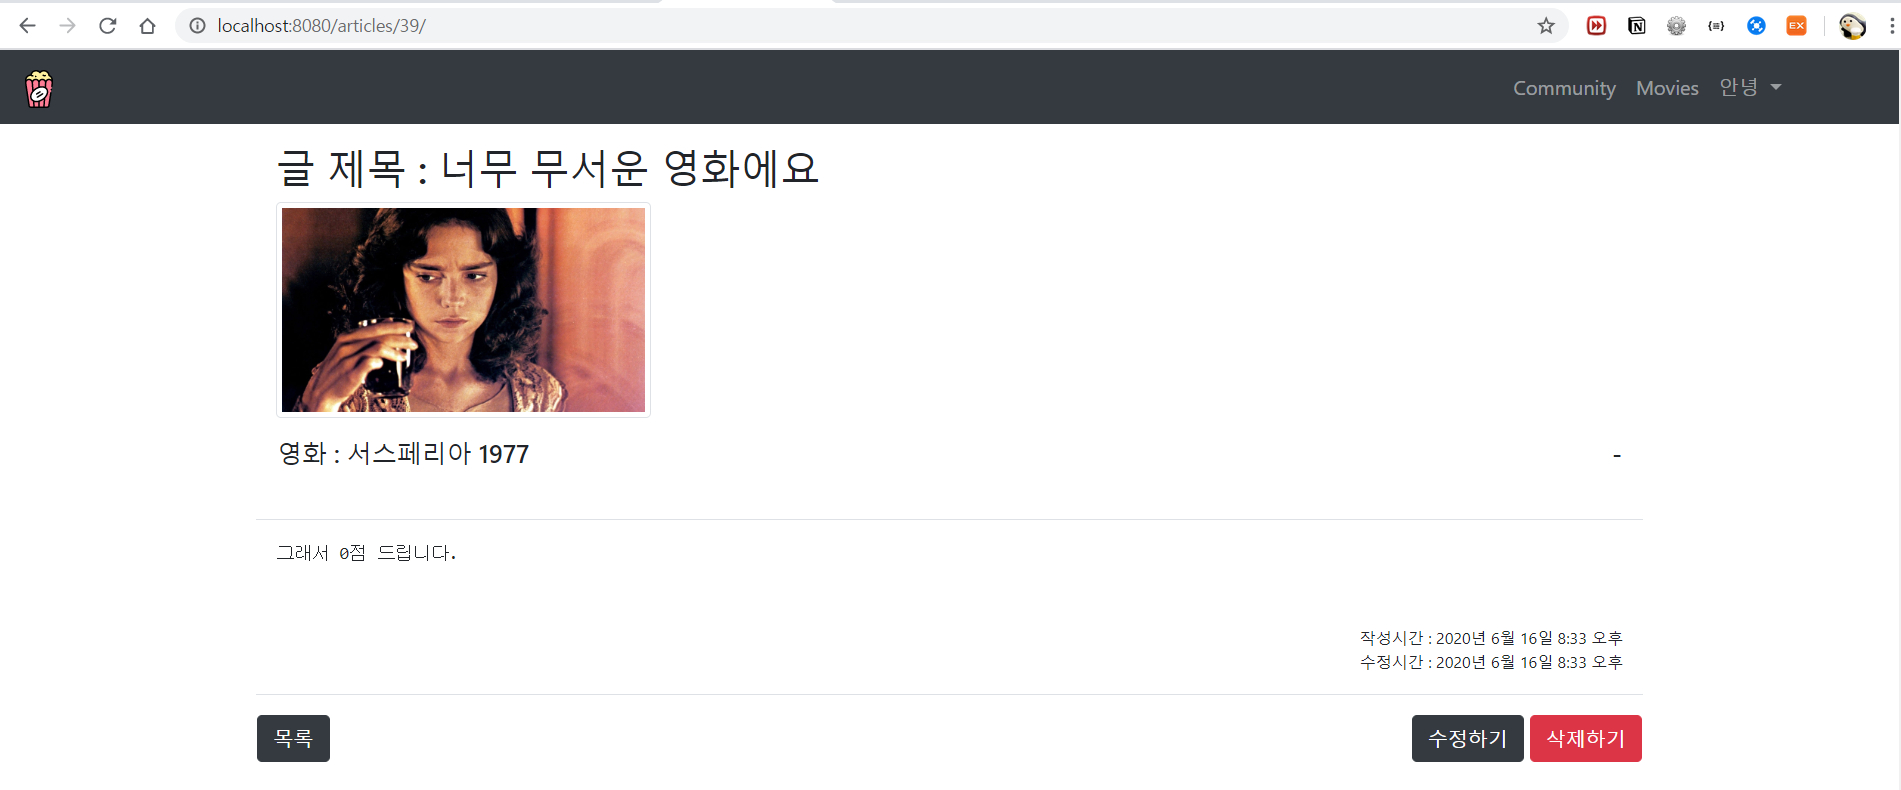 localhost:8080/articles/39/
EX
Community Movies 안녕
글 제목 : 너무 무서운 영화에요
영화 : 서스페리아 1977 -
그래서 0점 드립니다.
작성시간 : 2020년 6월 16일 8:33 오후
수정시간 : 2020년 6월 16일 8:33 오후
목록 수정하기 삭제하기